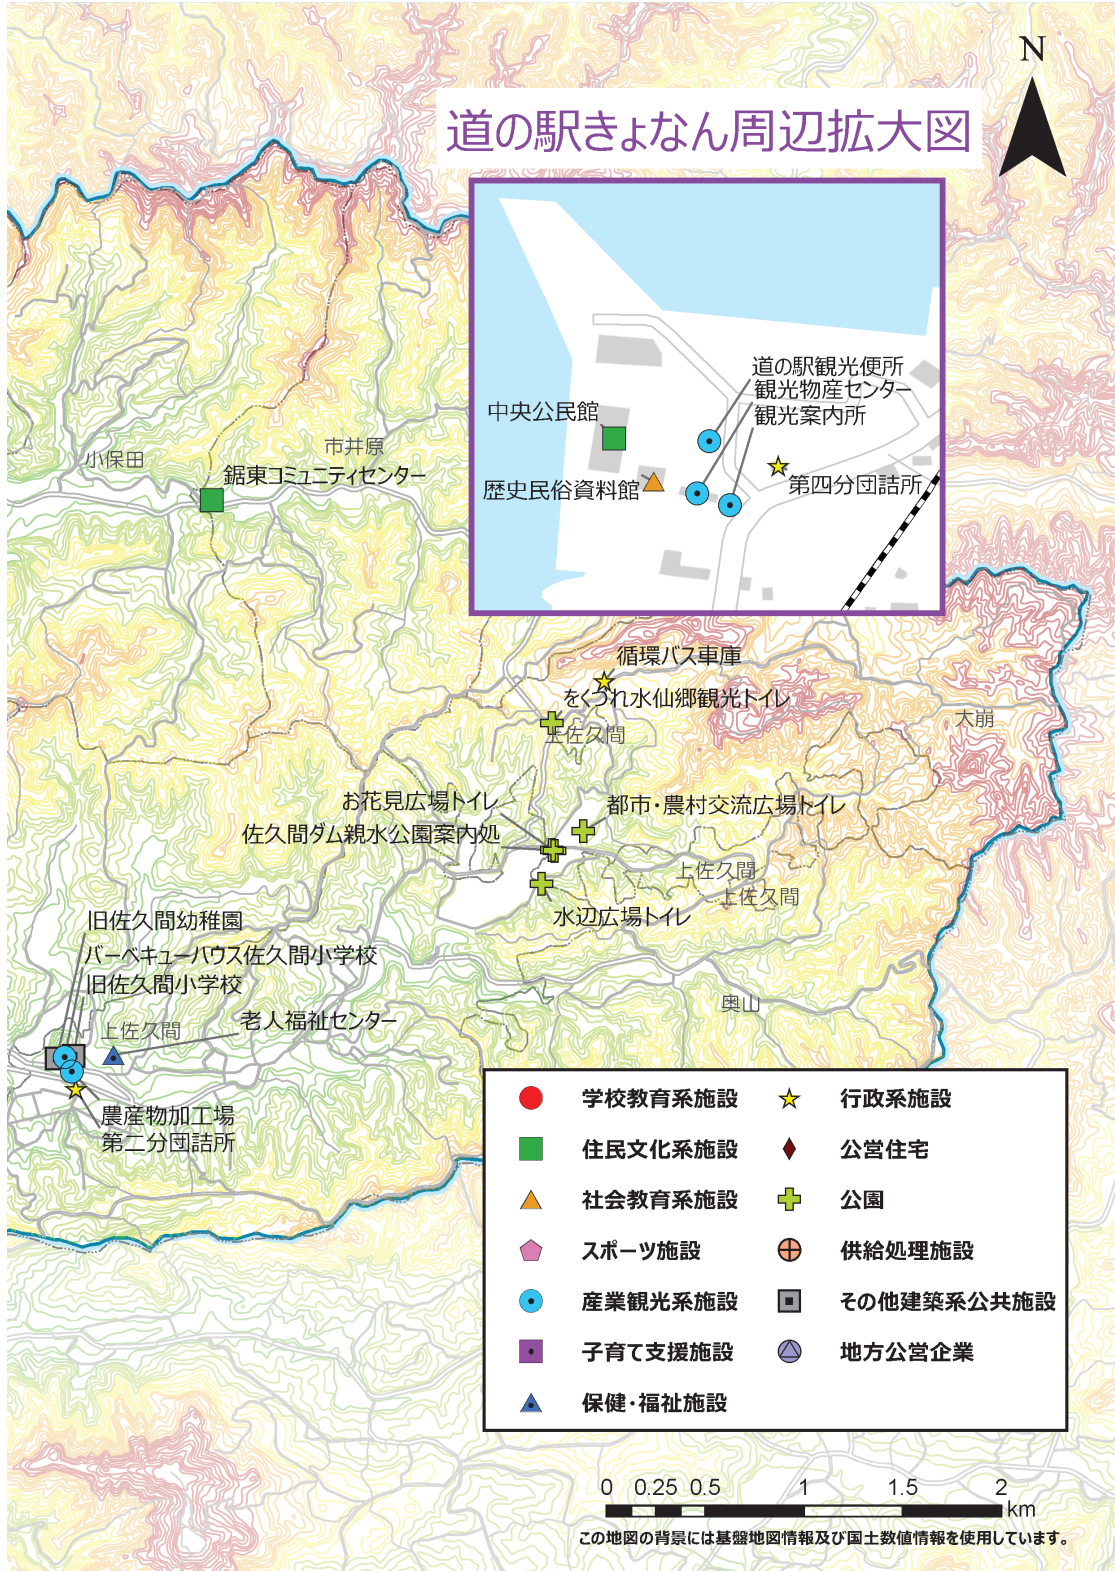 N
道の駅きょなん周辺拡大図
道の駅観光便所
観光物産センター
観光案内所
中央公民館
歴史民俗資料館
第四分団詰所
市井原
小保田
鋸東コミュニティセンター
循環バス車庫
をくづれ水仙郷観光トイレ
上佐久間
大崩
お花見広場トイレ
都市・農村交流広場トイレ
佐久間ダム親水公園案内処
上佐久間
上佐久間
水辺広場トイレ
旧佐久間幼稚園
バーベキューハウス佐久間小学校
旧佐久間小学校
奥山
上佐久間
老人福祉センター
農産物加工場
第二分団詰所
学校教育系施設
行政系施設
住民文化系施設
公営住宅
社会教育系施設
公園
スポーツ施設
供給処理施設
産業観光系施設
その他建築系公共施設
子育て支援施設
地方公営企業
保健・福祉施設
0 0.25 0.5 1 1.5 2
km
この地図の背景には基盤地図情報及び国土数値情報を使用しています。